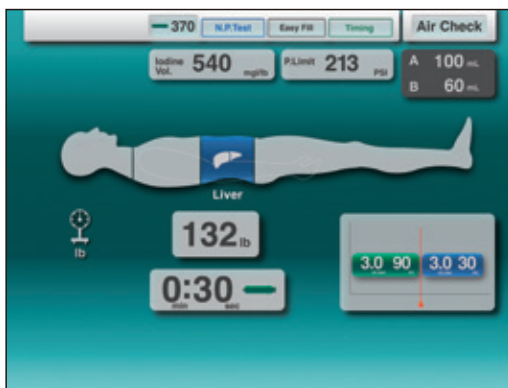 370 N.P.Test Easy Fill Timing Air Check
Iodine Vol. 540 mg/lb P.Limit 213 PSI
A 100 mL
B 60 mL
Liver
132 lb
lb
3.0 90 3.0 30
0:30
min sec